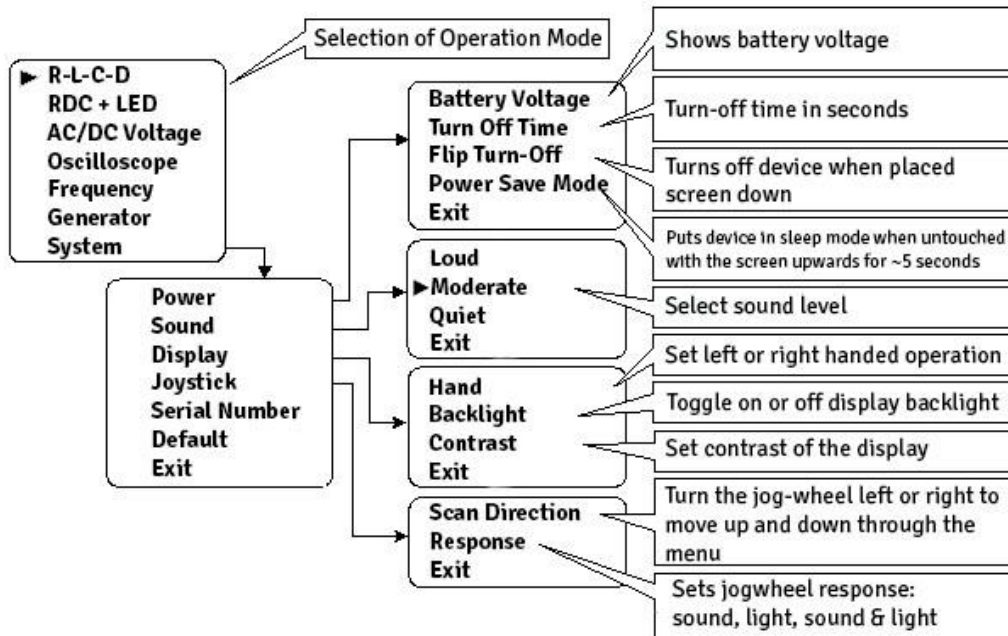 Selection of Operation Mode
R-L-C-D
RDC + LED
AC/DC Voltage
Oscilloscope
Frequency
Generator
System
Power
Sound
Display
Joystick
Serial Number
Default
Exit
Battery Voltage
Turn Off Time
Flip Turn-Off
Power Save Mode
Exit
Loud
Moderate
Quiet
Exit
Hand
Backlight
Contrast
Exit
Scan Direction
Response
Exit
Shows battery voltage
Turn-off time in seconds
Turns off device when placed
screen down
Puts device in sleep mode when untouched
with the screen upwards for ~5 seconds
Select sound level
Set left or right handed operation
Toggle on or off display backlight
Set contrast of the display
Turn the jog-wheel left or right to
move up and down through the
menu
Sets jogwheel response:
sound, light, sound & light